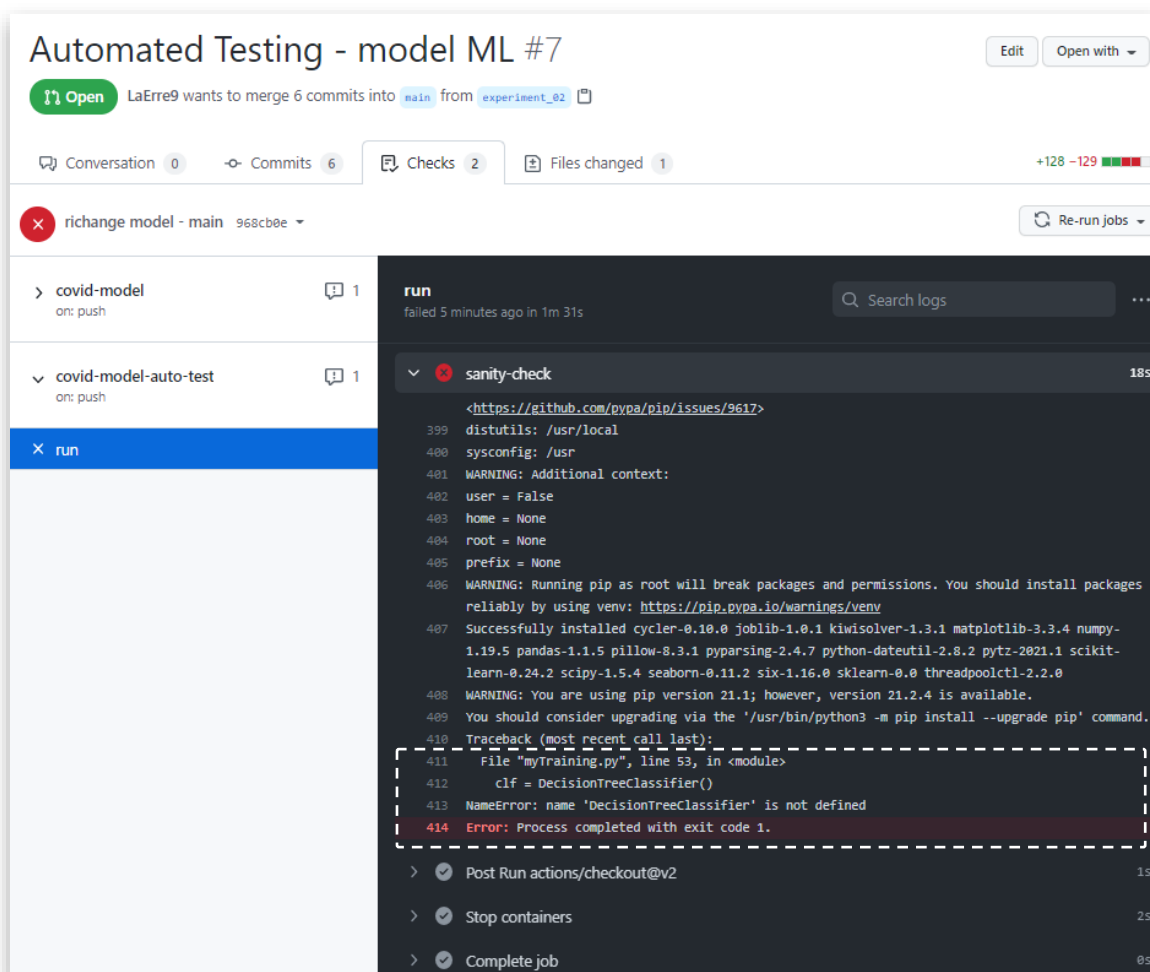 Automated Testing - model ML #7
Edit
Open with
Open
LaErre9 wants to merge 6 commits into main from experiment_02
Conversation 0
Commits 6
Checks 2
Files changed 1
+128 −129
richange model - main 968cb0e
Re-run jobs
covid-model 1
on: push
covid-model-auto-test 1
on: push
run
run
failed 5 minutes ago in 1m 31s
Search logs
sanity-check 18s
<https://github.com/pypa/pip/issues/9617>
399 distutils: /usr/local
400 sysconfig: /usr
401 WARNING: Additional context:
402 user = False
403 home = None
404 root = None
405 prefix = None
406 WARNING: Running pip as root will break packages and permissions. You should install packages
reliably by using venv: https://pip.pypa.io/warnings/venv
407 Successfully installed cycler-0.10.0 joblib-1.0.1 kiwisolver-1.3.1 matplotlib-3.3.4 numpy-
1.19.5 pandas-1.1.5 pillow-8.3.1 pyparsing-2.4.7 python-dateutil-2.8.2 pytz-2021.1 scikit-
learn-0.24.2 scipy-1.5.4 seaborn-0.11.2 six-1.16.0 sklearn-0.0 threadpoolctl-2.2.0
408 WARNING: You are using pip version 21.1; however, version 21.2.4 is available.
409 You should consider upgrading via the '/usr/bin/python3 -m pip install --upgrade pip' command.
410 Traceback (most recent call last):
411 File "myTraining.py", line 53, in <module>
412 clf = DecisionTreeClassifier()
413 NameError: name 'DecisionTreeClassifier' is not defined
414 Error: Process completed with exit code 1.
Post Run actions/checkout@v2 1s
Stop containers 2s
Complete job 0s